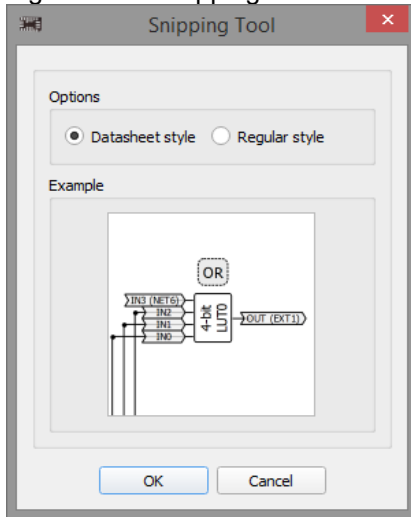 Snipping Tool
Options
Datasheet style Regular style
Example
OR
IN3 (NET6)
IN2
IN1
IN0
4-bit
LUT0
OUT (EXT1)
OK Cancel